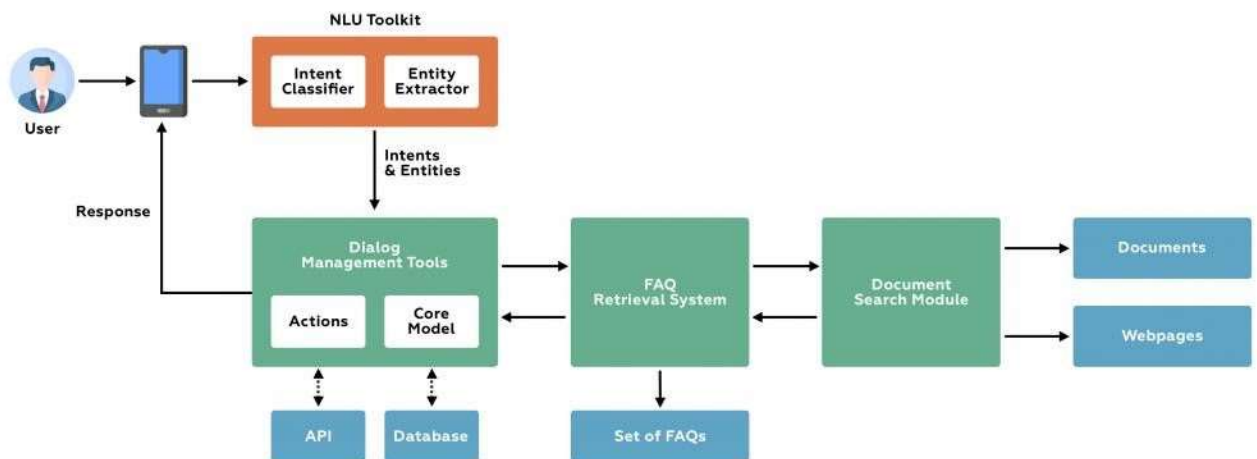 NLU Toolkit
Intent
Classifier
Entity
Extractor
User
Intents
& Entities
Response
Dialog
Management Tools
Actions
Core
Model
FAQ
Retrieval System
Document
Search Module
Documents
Webpages
API
Database
Set of FAQs